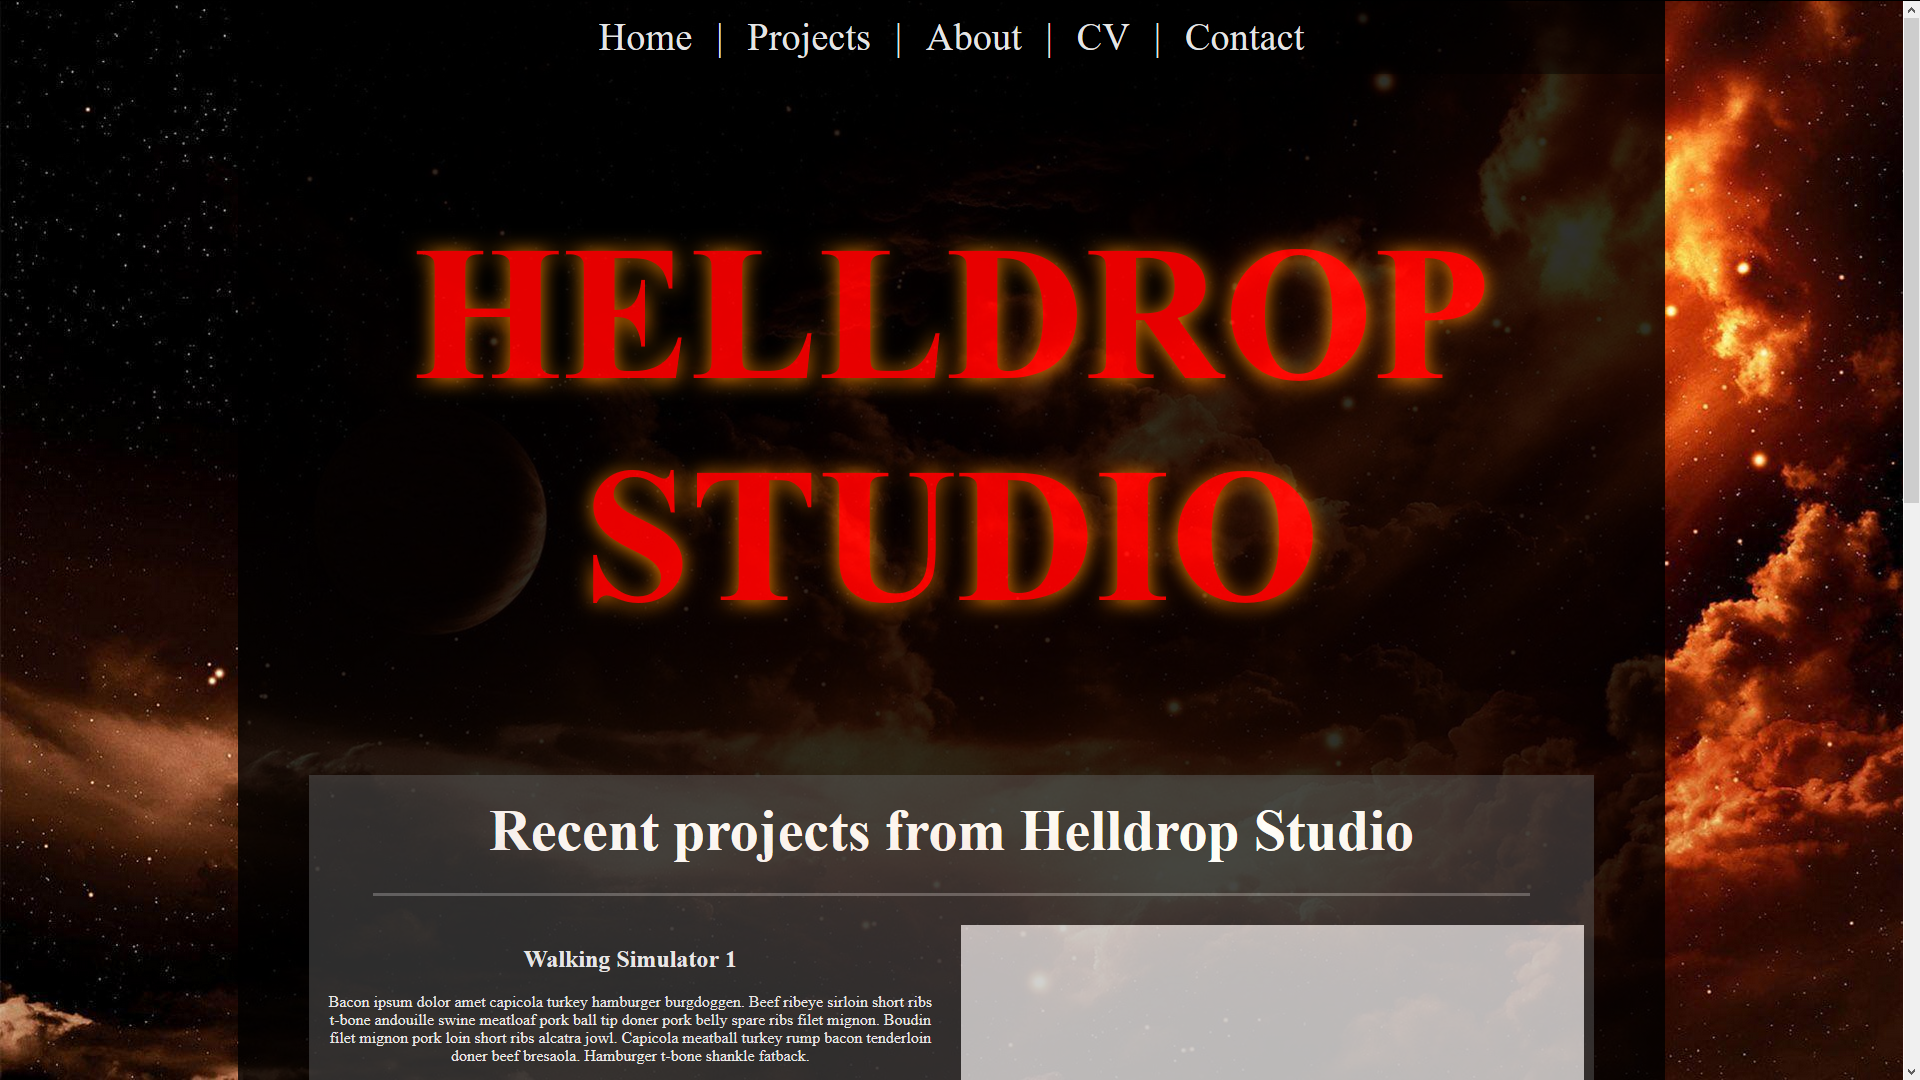 Home | Projects | About | CV | Contact
HELLDROP
STUDIO
Recent projects from Helldrop Studio
Walking Simulator 1
Bacon ipsum dolor amet capicola turkey hamburger burgdoggen. Beef ribeye sirloin short ribs
t-bone andouille swine meatloaf pork ball tip doner pork belly spare ribs filet mignon. Boudin
filet mignon pork loin short ribs alcatra jowl. Capicola meatball turkey rump bacon tenderloin
doner beef bresaola. Hamburger t-bone shankle fatback.